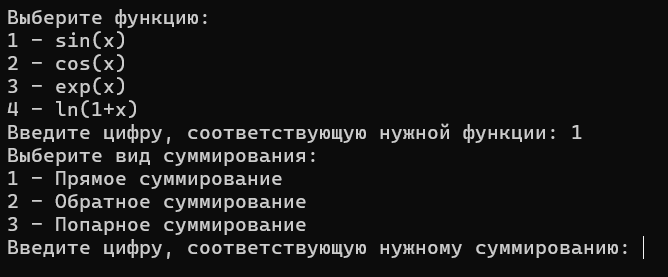 Выберите функцию:
1 – sin(x)
2 – cos(x)
3 – exp(x)
4 – ln(1+x)
Введите цифру, соответствующую нужной функции: 1
Выберите вид суммирования:
1 – Прямое суммирование
2 – Обратное суммирование
3 – Попарное суммирование
Введите цифру, соответствующую нужному суммированию: